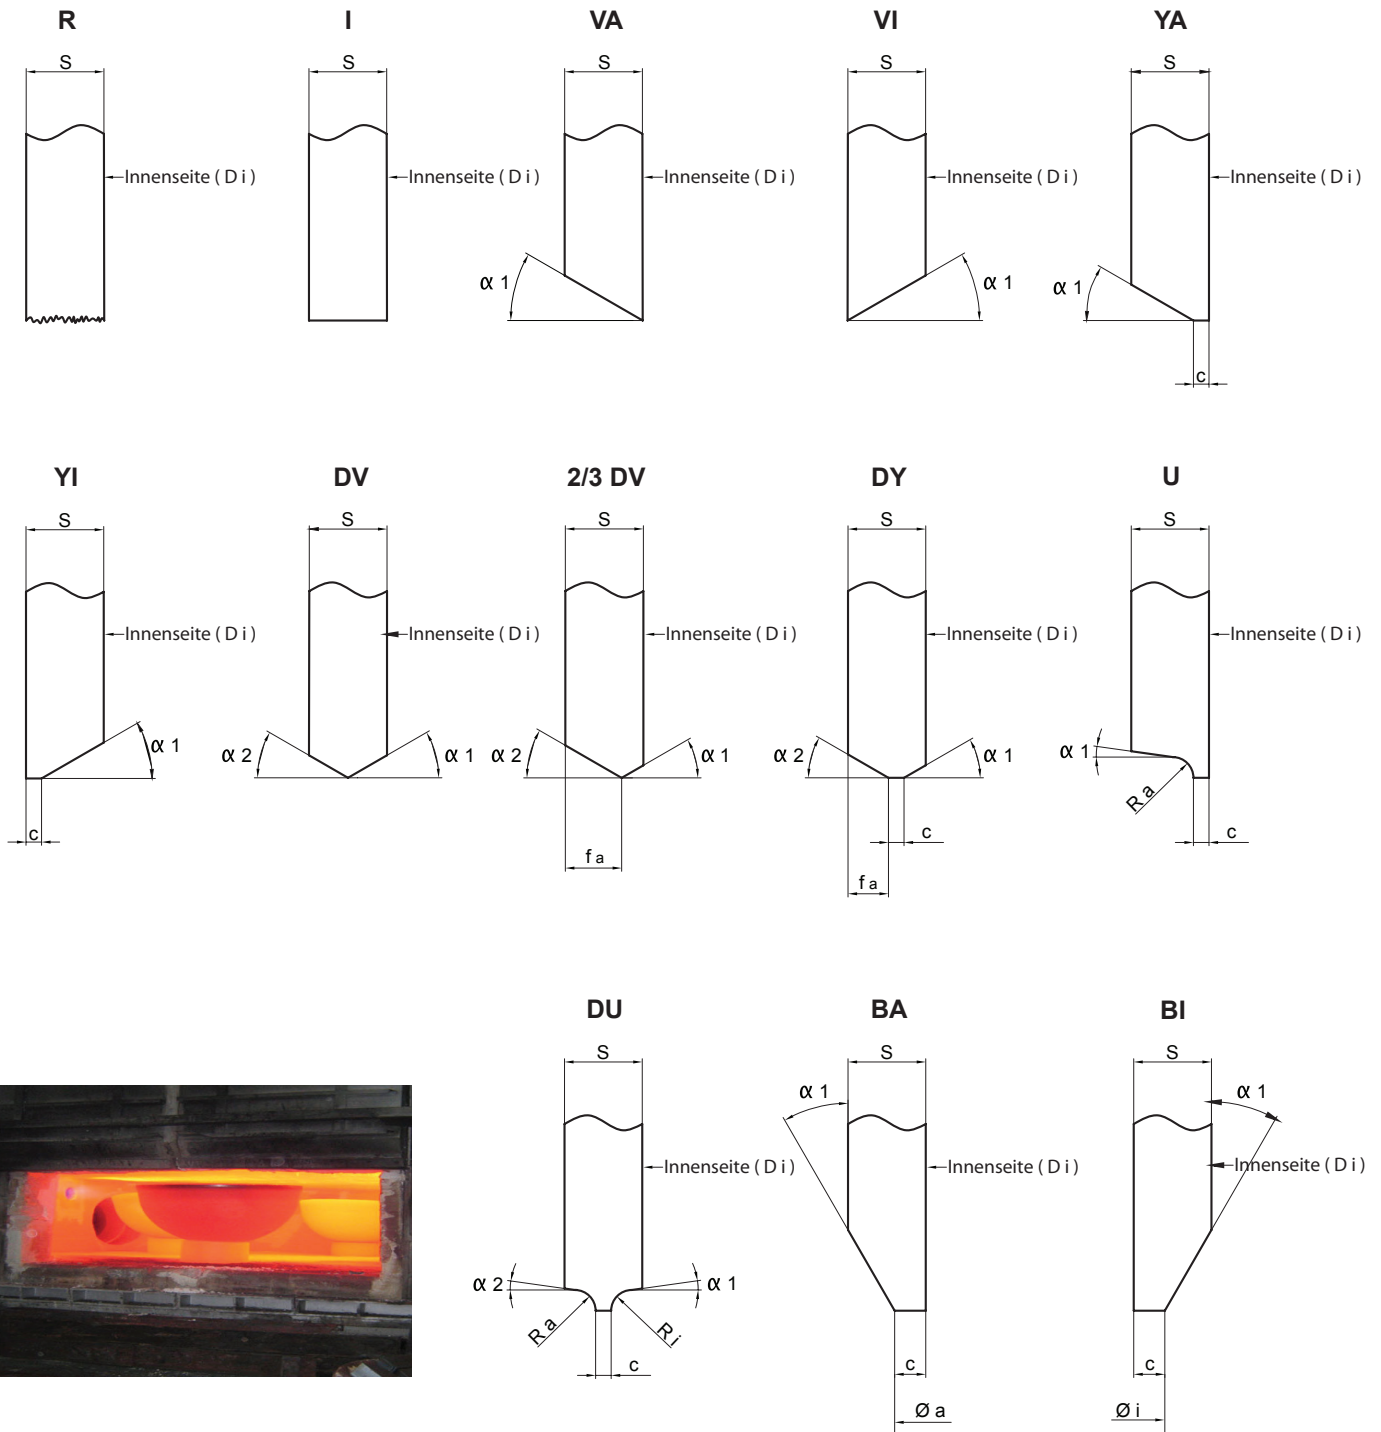 R I VA VI YA
S S S S S
Innenseite ( D i ) Innenseite ( D i ) Innenseite ( D i ) Innenseite ( D i ) Innenseite ( D i )
α 1 α 1 α 1
c
YI DV 2/3 DV DY U
S S S S S
Innenseite ( D i ) Innenseite ( D i ) Innenseite ( D i ) Innenseite ( D i ) Innenseite ( D i )
α 1 α 2 α 1 α 2 α 1 α 2 α 1 α 1
R a
c c c
f a
f a
DU BA BI
S S S
α 1 α 1
Innenseite ( D i ) Innenseite ( D i ) Innenseite ( D i )
α 2 α 1
R a R i
c c c
Ø a Ø i